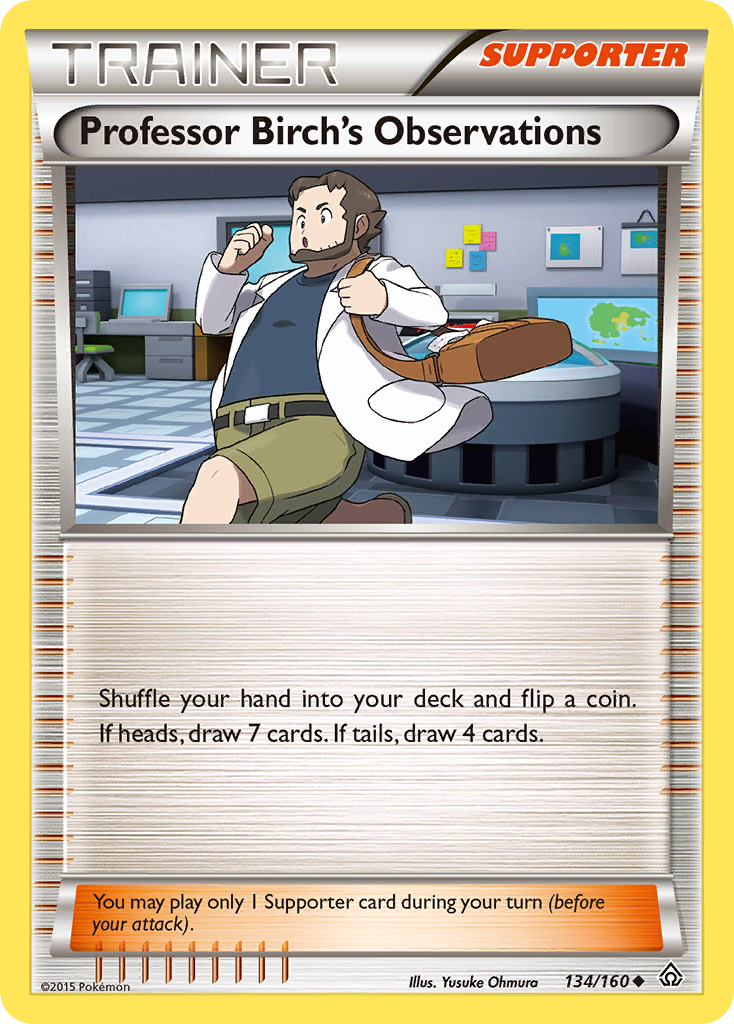 TRAINER
SUPPORTER
Professor Birch's Observations
Shuffle your hand into your deck and flip a coin.
If heads, draw 7 cards. If tails, draw 4 cards.
You may play only 1 Supporter card during your turn (before
your attack).
©2015 Pokémon
Illus. Yusuke Ohmura
134/160